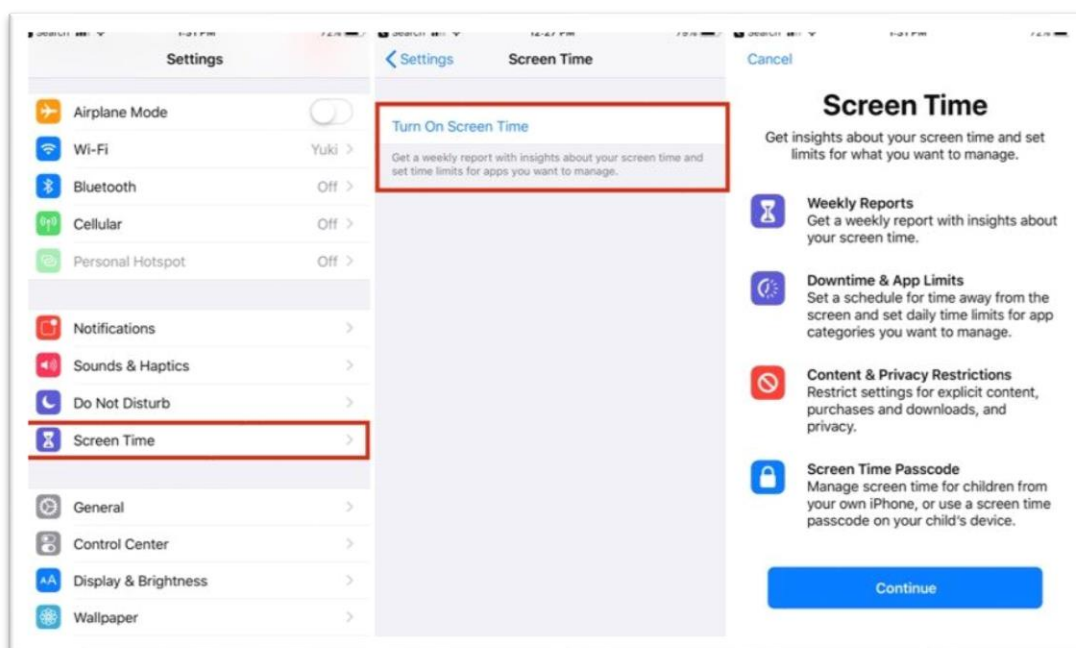 Settings
Airplane Mode
Wi-Fi Yuki
Bluetooth Off
Cellular Off
Personal Hotspot Off
Notifications
Sounds & Haptics
Do Not Disturb
Screen Time
General
Control Center
AA Display & Brightness
Wallpaper
Settings Screen Time
Turn On Screen Time
Get a weekly report with insights about your screen time and
set time limits for apps you want to manage.
Cancel
Screen Time
Get insights about your screen time and set
limits for what you want to manage.
Weekly Reports
Get a weekly report with insights about
your screen time.
Downtime & App Limits
Set a schedule for time away from the
screen and set daily time limits for app
categories you want to manage.
Content & Privacy Restrictions
Restrict settings for explicit content,
purchases and downloads, and
privacy.
Screen Time Passcode
Manage screen time for children from
your own iPhone, or use a screen time
passcode on your child's device.
Continue